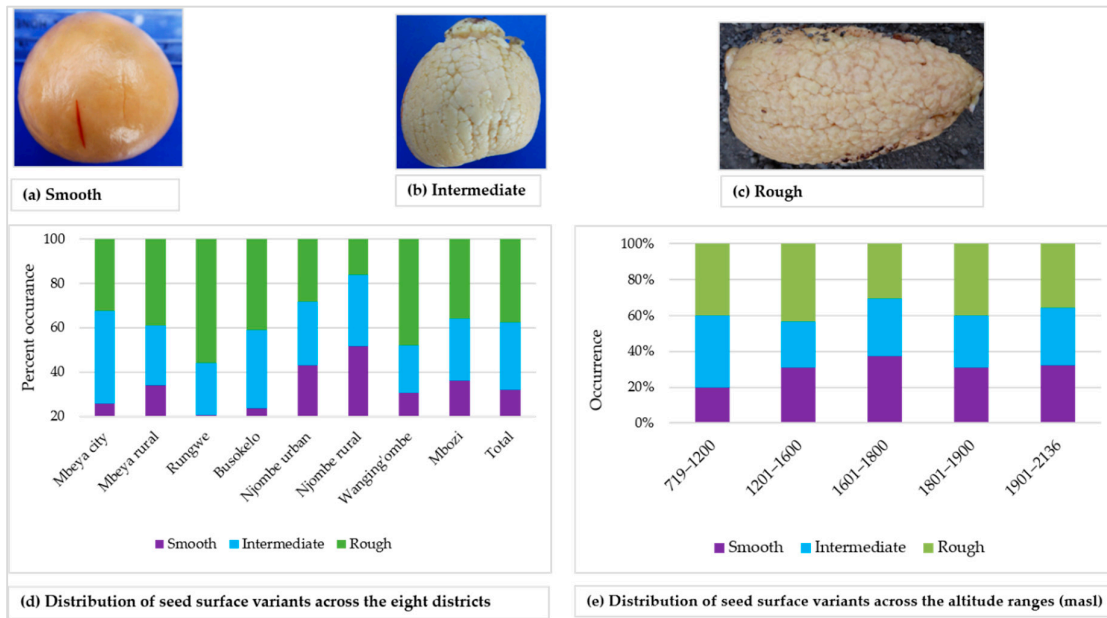 (a) Smooth
(b) Intermediate
(c) Rough
Percent occurance
100
80
60
40
20
Mbeya city
Mbeya rural
Rungwe
Busokelo
Njombe urban
Njombe rural
Wanging'ombe
Mbozi
Total
Smooth Intermediate Rough
(d) Distribution of seed surface variants across the eight districts
Occurrence
100%
80%
60%
40%
20%
0%
719–1200
1201–1600
1601–1800
1801–1900
1901–2136
Smooth Intermediate Rough
(e) Distribution of seed surface variants across the altitude ranges (masl)